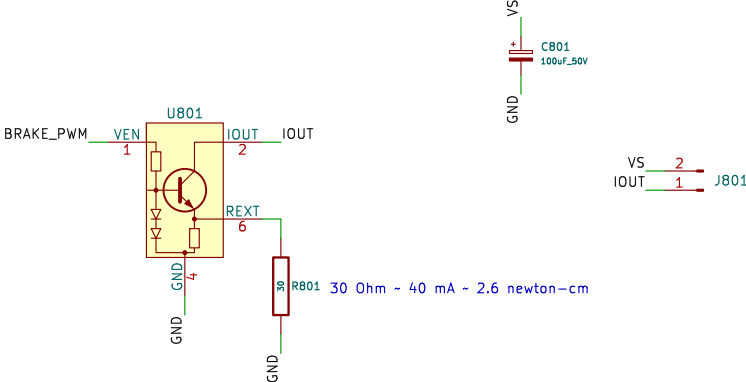 VS
C801
100uF_50V
GND
U801
BRAKE_PWM
VEN
1
IOUT
2
IOUT
REXT
6
GND
4
GND
30
R801
30 Ohm ~ 40 mA ~ 2.6 newton-cm
GND
VS
2
IOUT
1
J801